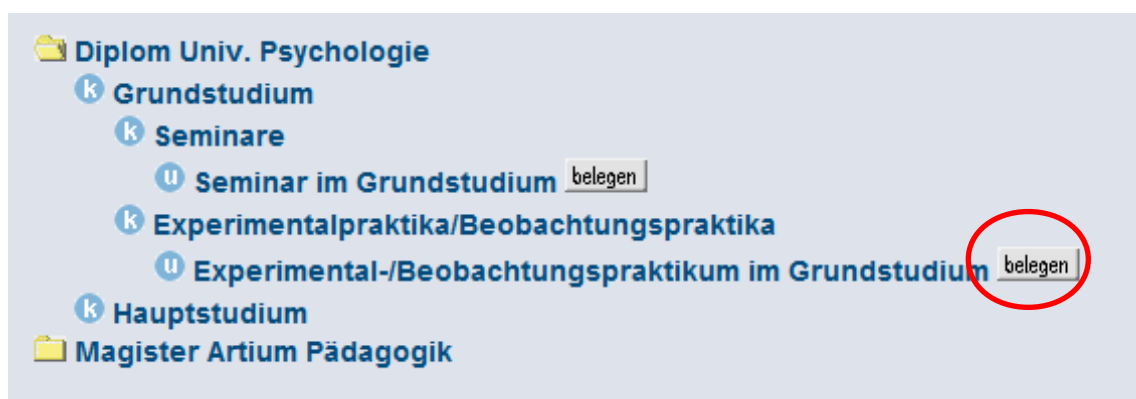 Diplom Univ. Psychologie
k Grundstudium
k Seminare
u Seminar im Grundstudium belegen
k Experimentalpraktika/Beobachtungspraktika
u Experimental-/Beobachtungspraktikum im Grundstudium belegen
k Hauptstudium
Magister Artium Pädagogik